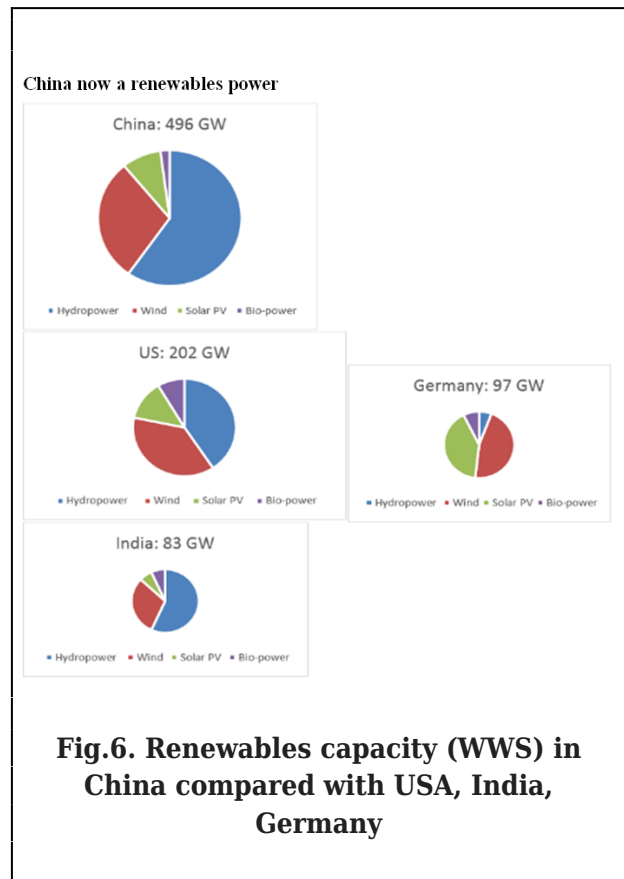 China now a renewables power
China: 496 GW
Hydropower Wind Solar PV Bio-power
US: 202 GW
Hydropower Wind Solar PV Bio-power
Germany: 97 GW
Hydropower Wind Solar PV Bio-power
India: 83 GW
Hydropower Wind Solar PV Bio-power
Fig.6. Renewables capacity (WWS) in
China compared with USA, India,
Germany